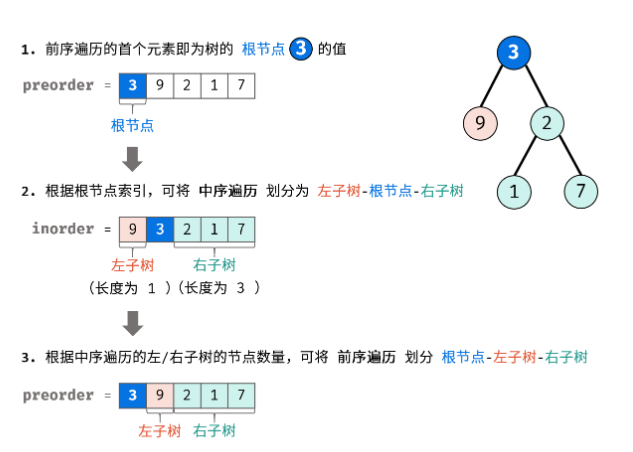 1. 前序遍历的首个元素即为树的 根节点 3 的值
preorder = 3 9 2 1 7
根节点
2. 根据根节点索引，可将 中序遍历 划分为 左子树-根节点-右子树
inorder = 9 3 2 1 7
左子树 右子树
（长度为 1 ）（长度为 3 ）
3. 根据中序遍历的左/右子树的节点数量，可将 前序遍历 划分 根节点-左子树-右子树
preorder = 3 9 2 1 7
左子树 右子树
3
9 2
1 7